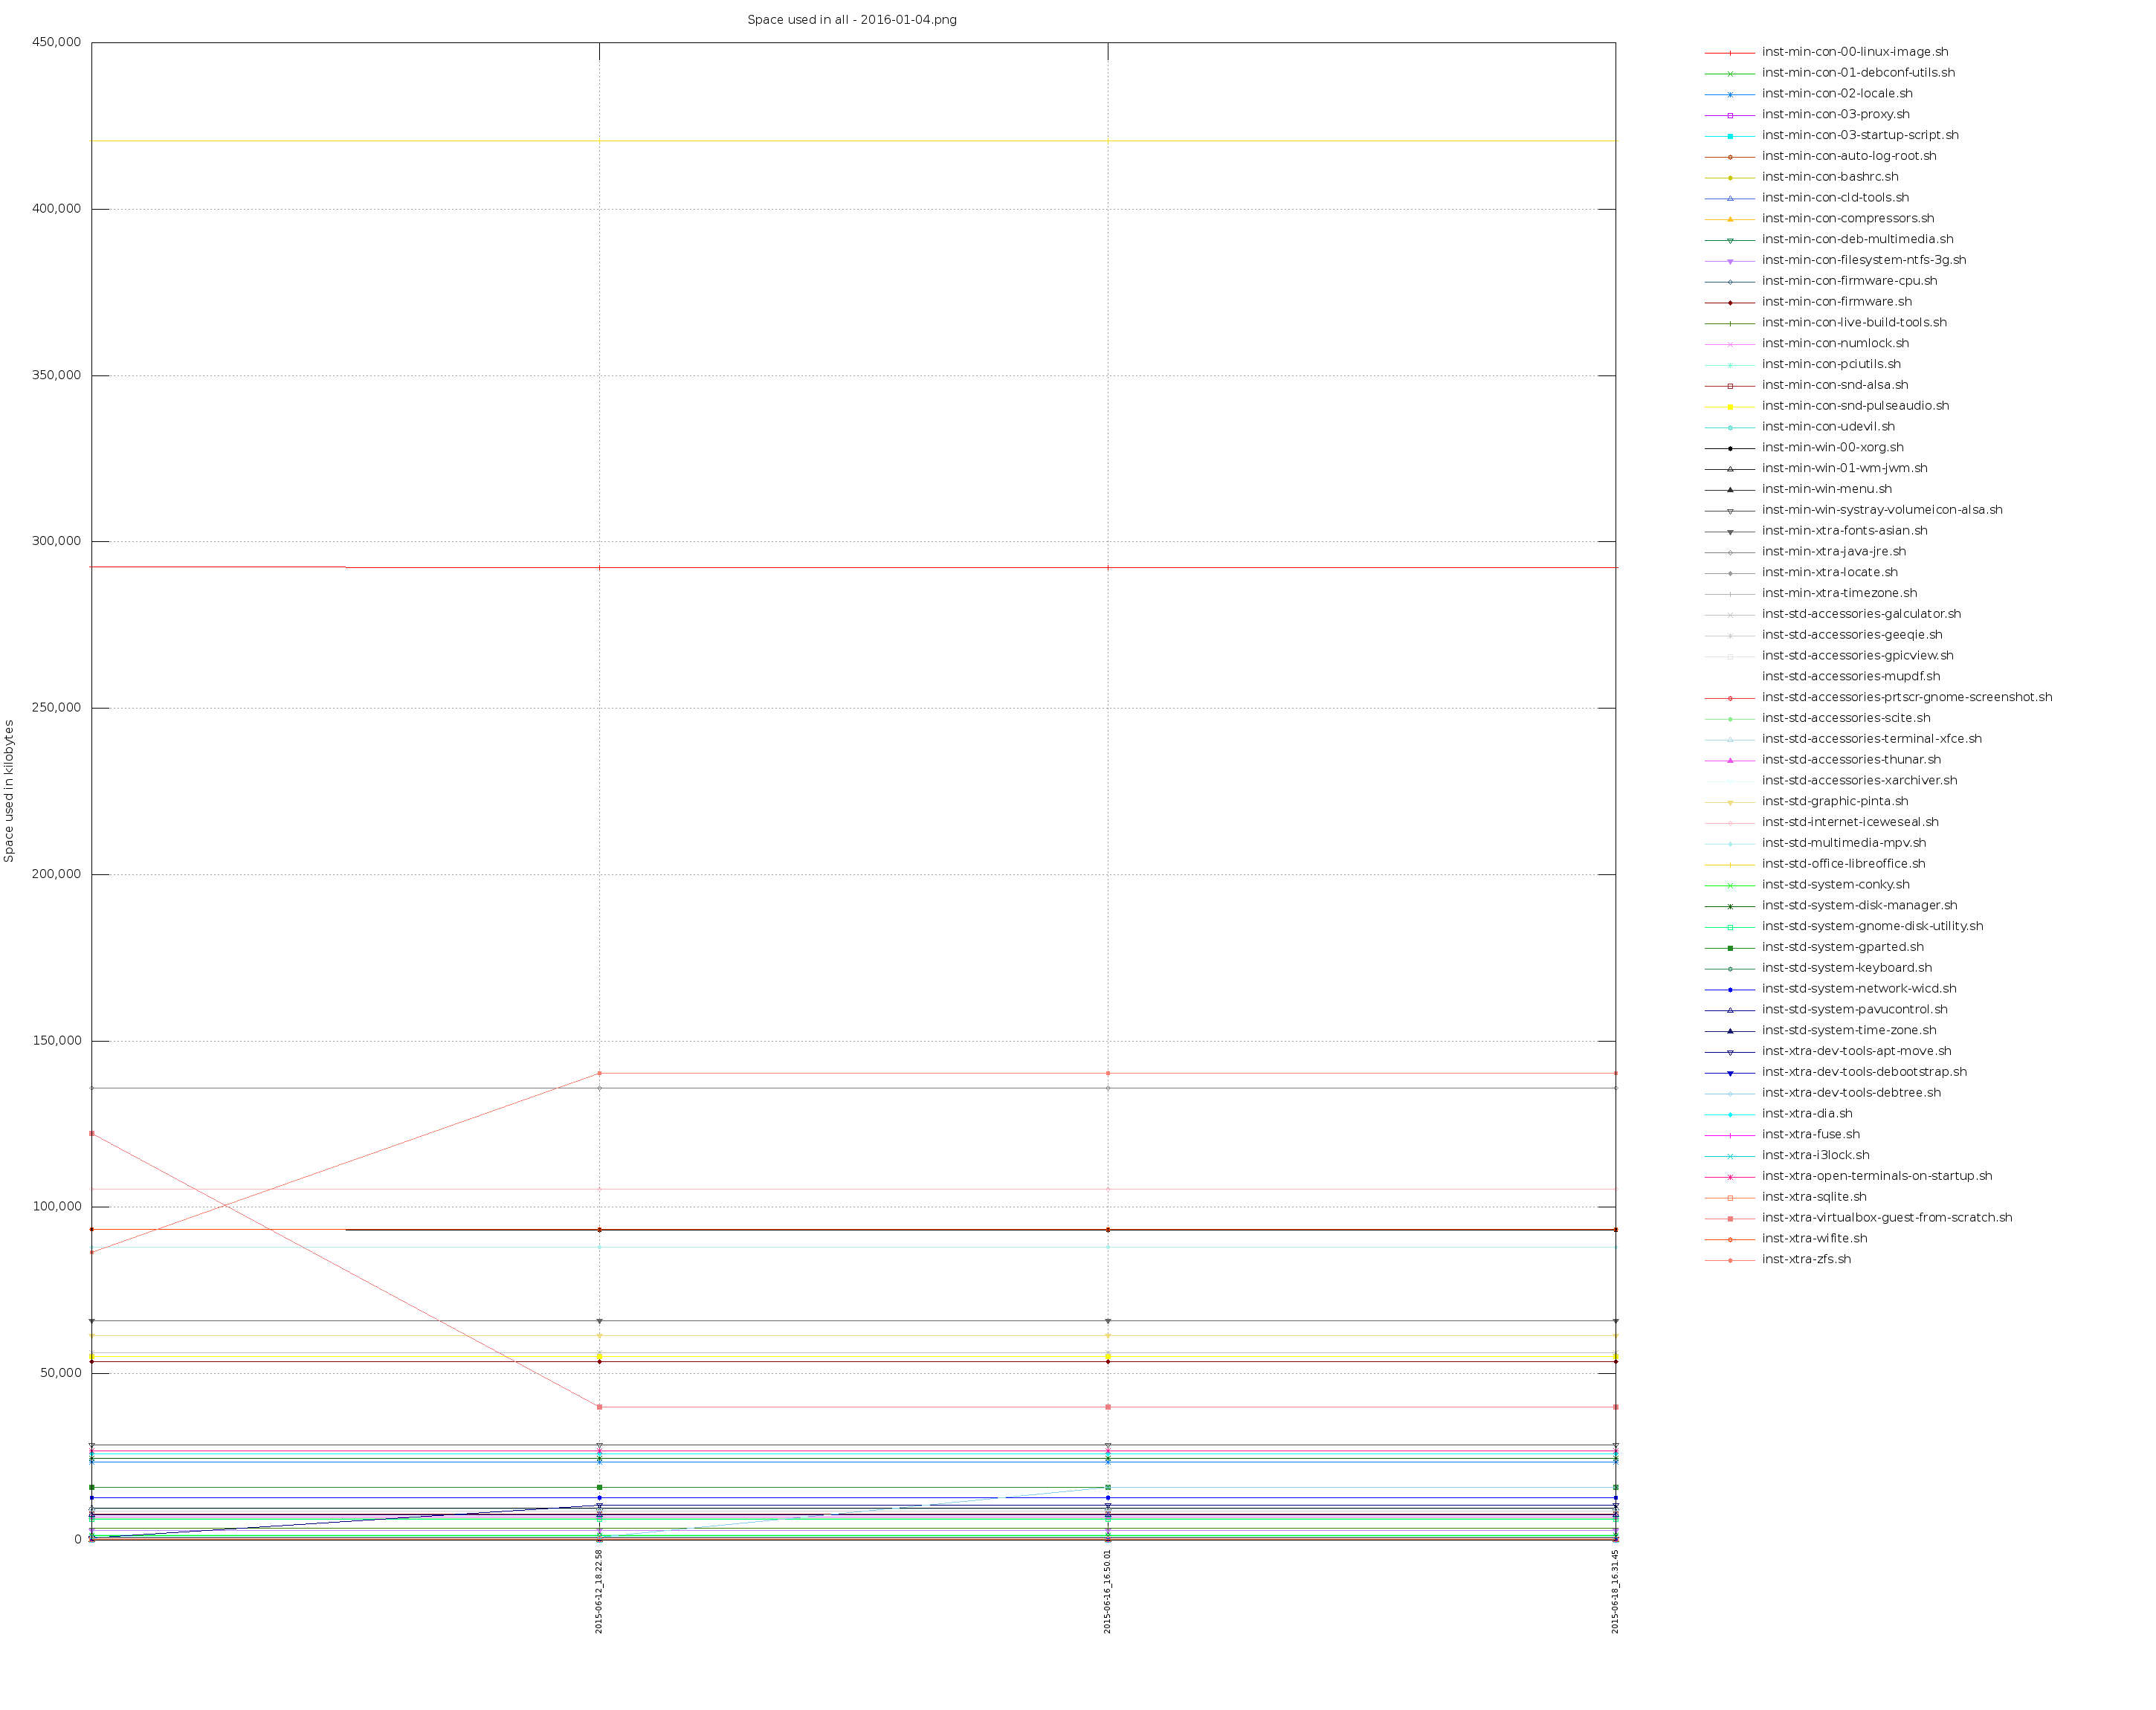 Space used in all - 2016-01-04.png
450,000
400,000
350,000
300,000
250,000
200,000
150,000
100,000
50,000
0
Space used in kilobytes
2015-06-12_18.22.58
2015-06-16_16.50.01
2015-06-18_16.31.45
inst-min-con-00-linux-image.sh
inst-min-con-01-debconf-utils.sh
inst-min-con-02-locale.sh
inst-min-con-03-proxy.sh
inst-min-con-03-startup-script.sh
inst-min-con-auto-log-root.sh
inst-min-con-bashrc.sh
inst-min-con-cld-tools.sh
inst-min-con-compressors.sh
inst-min-con-deb-multimedia.sh
inst-min-con-filesystem-ntfs-3g.sh
inst-min-con-firmware-cpu.sh
inst-min-con-firmware.sh
inst-min-con-live-build-tools.sh
inst-min-con-numlock.sh
inst-min-con-pciutils.sh
inst-min-con-snd-alsa.sh
inst-min-con-snd-pulseaudio.sh
inst-min-con-udevil.sh
inst-min-win-00-xorg.sh
inst-min-win-01-wm-jwm.sh
inst-min-win-menu.sh
inst-min-win-systray-volumeicon-alsa.sh
inst-min-xtra-fonts-asian.sh
inst-min-xtra-java-jre.sh
inst-min-xtra-locate.sh
inst-min-xtra-timezone.sh
inst-std-accessories-galculator.sh
inst-std-accessories-geeqie.sh
inst-std-accessories-gpicview.sh
inst-std-accessories-mupdf.sh
inst-std-accessories-prtscr-gnome-screenshot.sh
inst-std-accessories-scite.sh
inst-std-accessories-terminal-xfce.sh
inst-std-accessories-thunar.sh
inst-std-accessories-xarchiver.sh
inst-std-graphic-pinta.sh
inst-std-internet-iceweseal.sh
inst-std-multimedia-mpv.sh
inst-std-office-libreoffice.sh
inst-std-system-conky.sh
inst-std-system-disk-manager.sh
inst-std-system-gnome-disk-utility.sh
inst-std-system-gparted.sh
inst-std-system-keyboard.sh
inst-std-system-network-wicd.sh
inst-std-system-pavucontrol.sh
inst-std-system-time-zone.sh
inst-xtra-dev-tools-apt-move.sh
inst-xtra-dev-tools-debootstrap.sh
inst-xtra-dev-tools-debtree.sh
inst-xtra-dia.sh
inst-xtra-fuse.sh
inst-xtra-i3lock.sh
inst-xtra-open-terminals-on-startup.sh
inst-xtra-sqlite.sh
inst-xtra-virtualbox-guest-from-scratch.sh
inst-xtra-wifite.sh
inst-xtra-zfs.sh